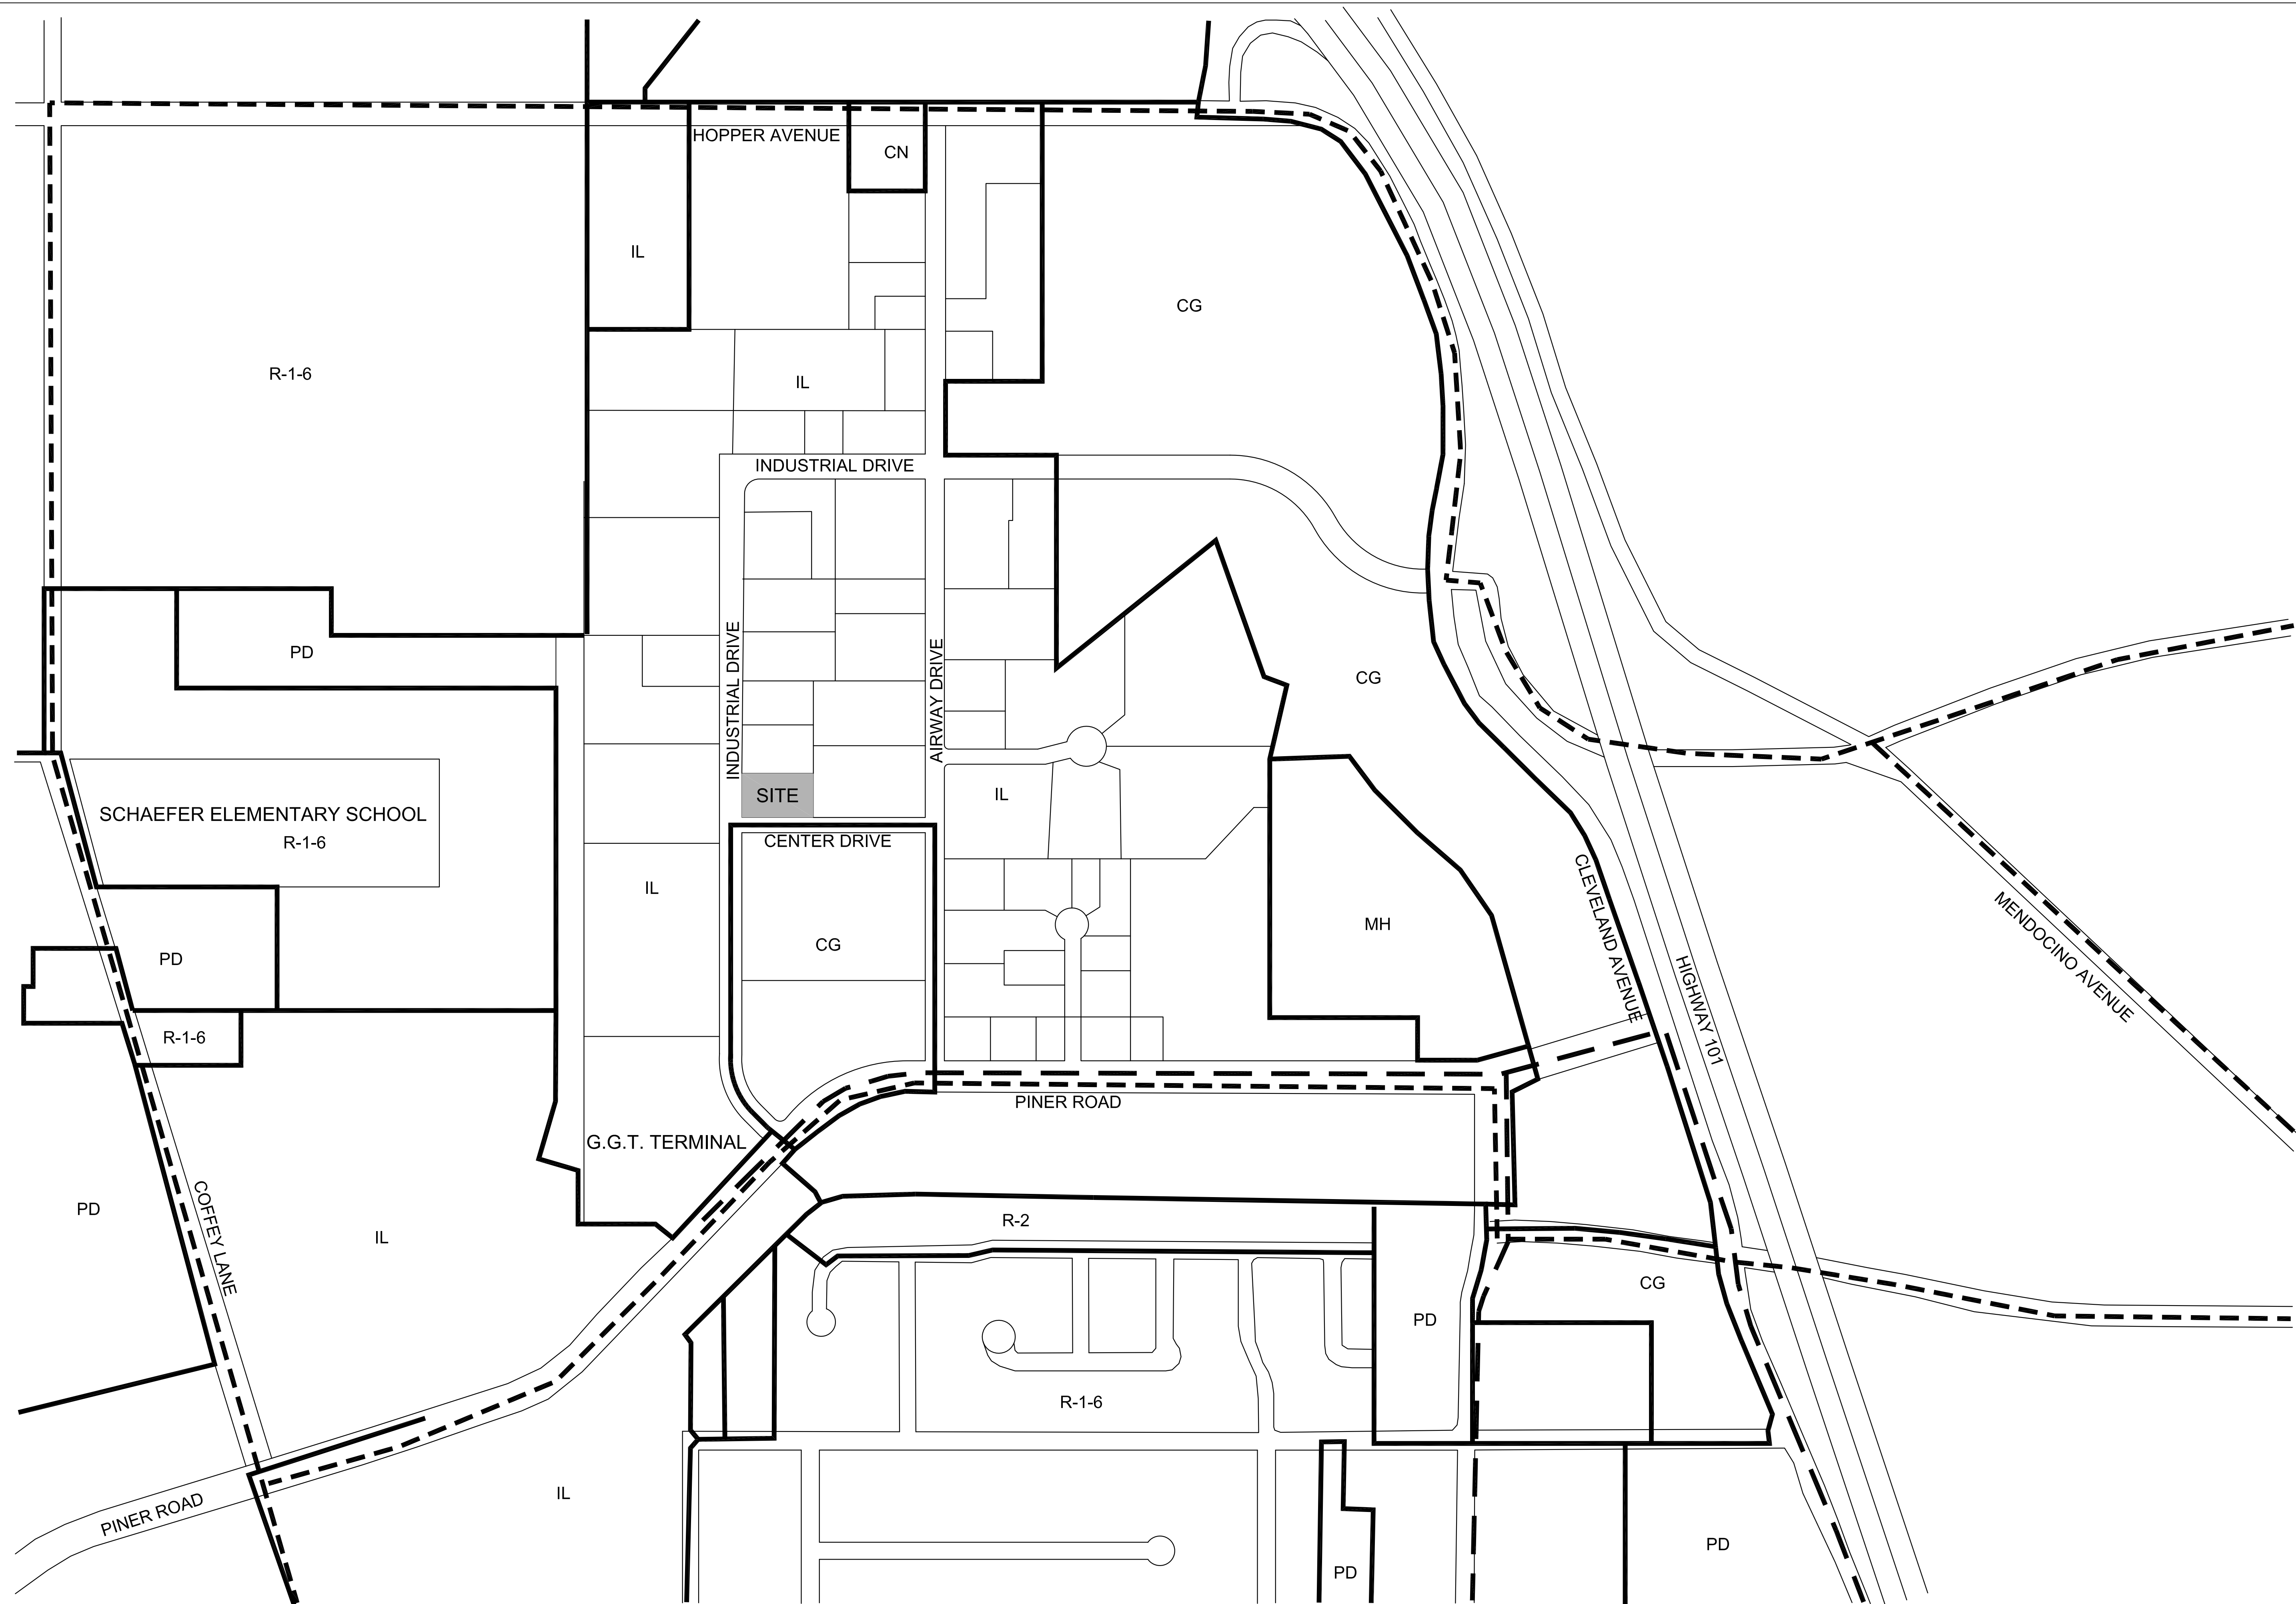 HOPPER AVENUE
CN
IL
CG
R-1-6
IL
INDUSTRIAL DRIVE
PD
INDUSTRIAL DRIVE
AIRWAY DRIVE
CG
SITE
IL
SCHAEFER ELEMENTARY SCHOOL
R-1-6
CENTER DRIVE
IL
CLEVELAND AVENUE
MH
CG
PD
MENDOCINO AVENUE
HIGHWAY 101
R-1-6
PINER ROAD
G.G.T. TERMINAL
PD
COFFEY LANE
IL
R-2
CG
PD
R-1-6
IL
PINER ROAD
PD
PD